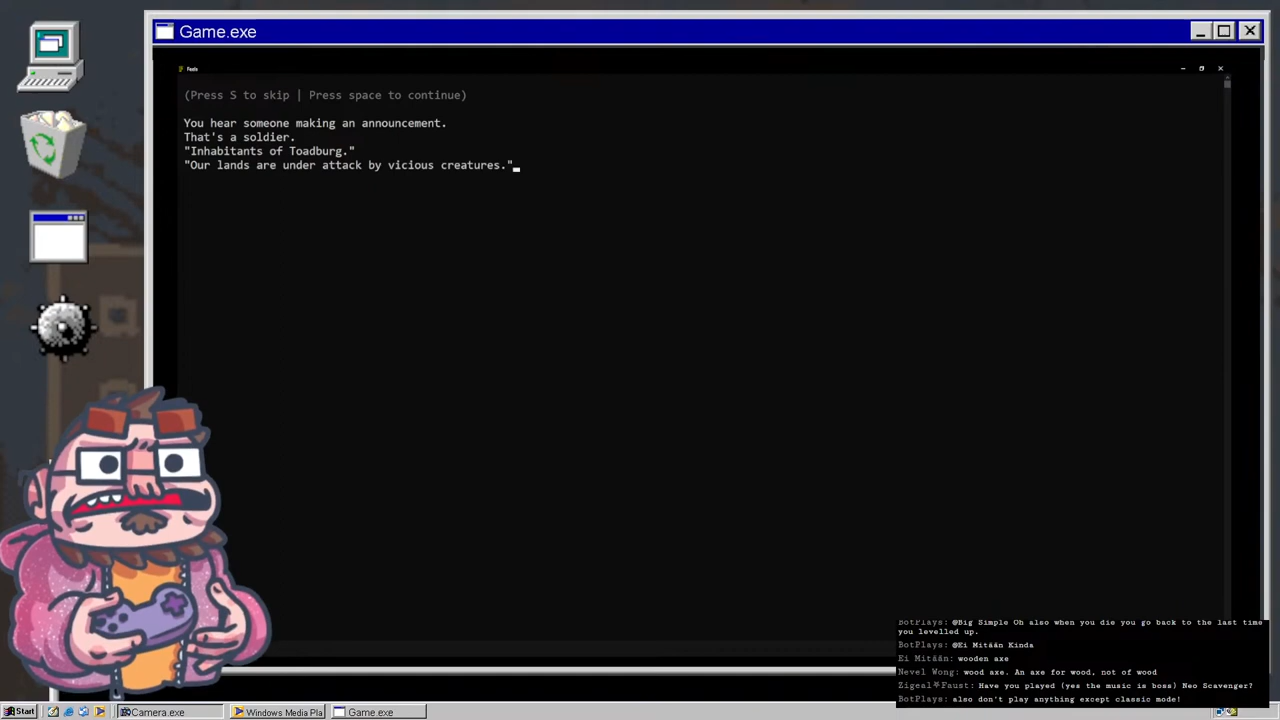 Game.exe
Feole
(Press S to skip | Press space to continue)
You hear someone making an announcement.
That's a soldier.
"Inhabitants of Toadburg."
"Our lands are under attack by vicious creatures."
BotPlays: @Big Simple Oh also when you die you go back to the last time
you levelled up.
BotPlays: @Ei Mitään Kinda
Ei Mitään: wooden axe
Nevel Wong: wood axe. An axe for wood, not of wood
Zigeal⛧Faust: Have you played (yes the music is boss) Neo Scavenger?
BotPlays: also don't play anything except classic mode!
Start
Camera.exe
Windows Media Pla
Game.exe